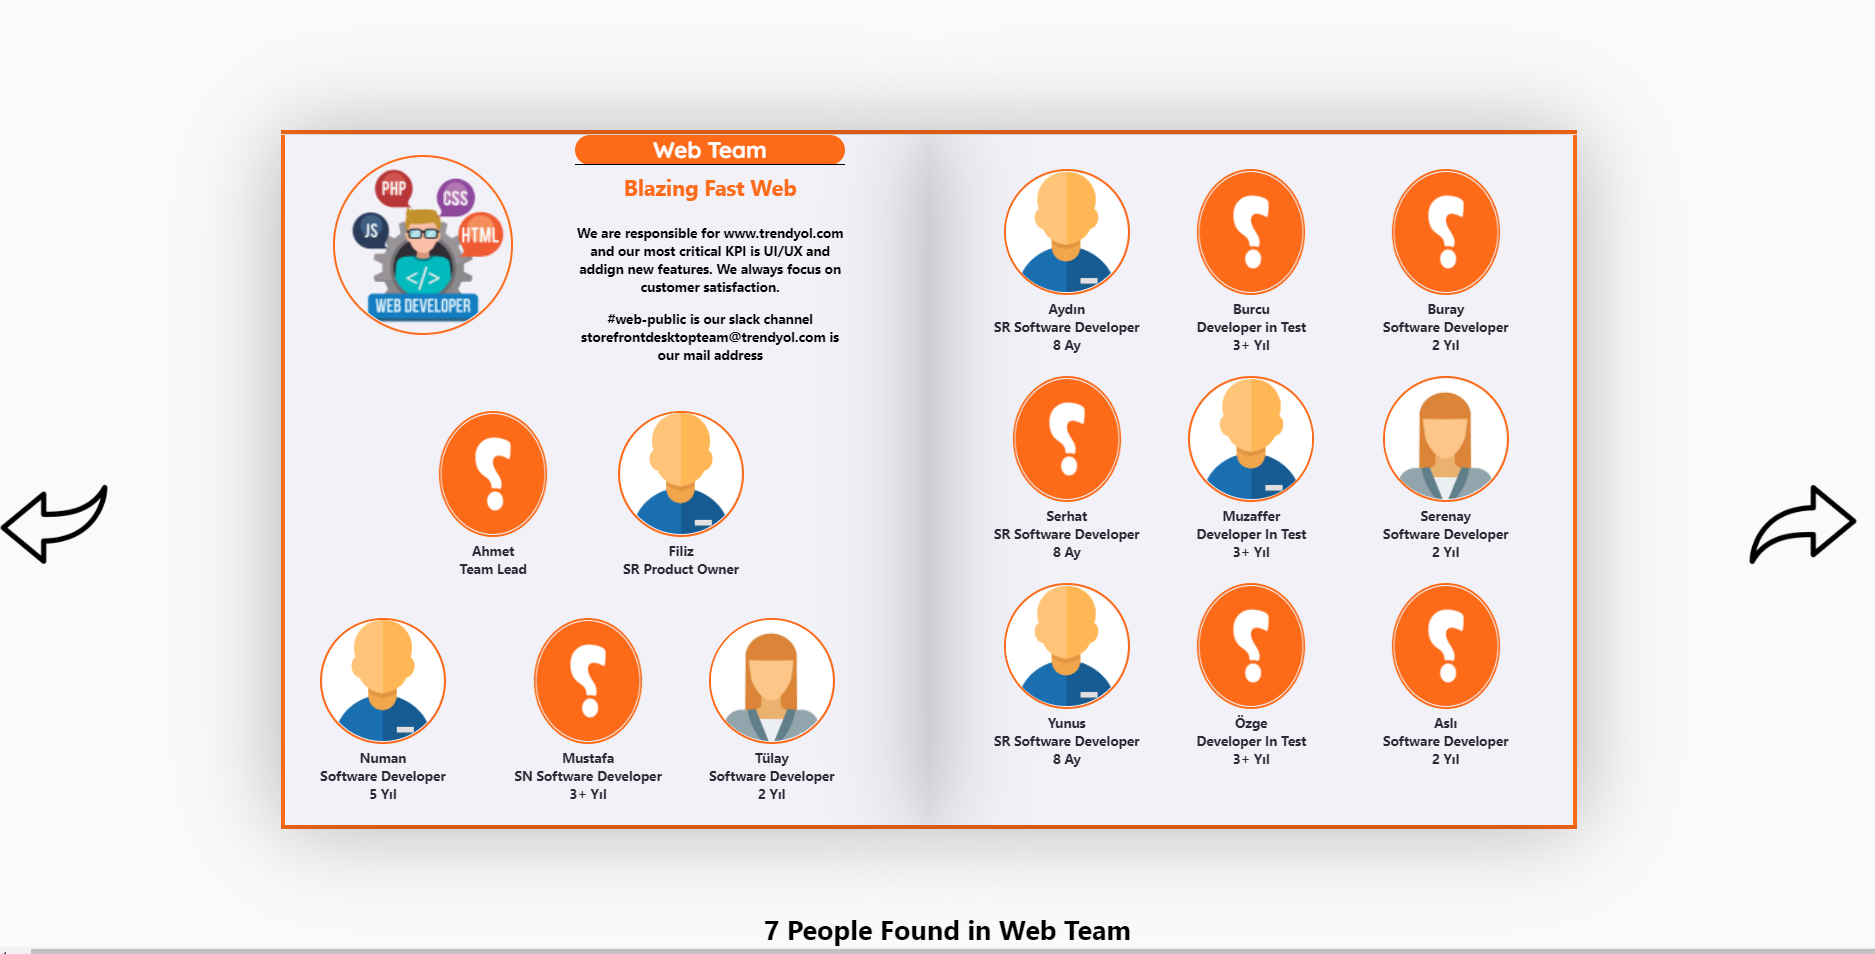 PHP
CSS
JS
HTML
</>
WEB DEVELOPER
Web Team
Blazing Fast Web
We are responsible for www.trendyol.com
and our most critical KPI is UI/UX and
addign new features. We always focus on
customer satisfaction.
#web-public is our slack channel
storefrontdesktopteam@trendyol.com is
our mail address
Ahmet
Team Lead
Filiz
SR Product Owner
Numan
Software Developer
5 Yıl
Mustafa
SN Software Developer
3+ Yıl
Tülay
Software Developer
2 Yıl
Aydın
SR Software Developer
8 Ay
Burcu
Developer in Test
3+ Yıl
Buray
Software Developer
2 Yıl
Serhat
SR Software Developer
8 Ay
Muzaffer
Developer In Test
3+ Yıl
Serenay
Software Developer
2 Yıl
Yunus
SR Software Developer
8 Ay
Özge
Developer In Test
3+ Yıl
Aslı
Software Developer
2 Yıl
7 People Found in Web Team